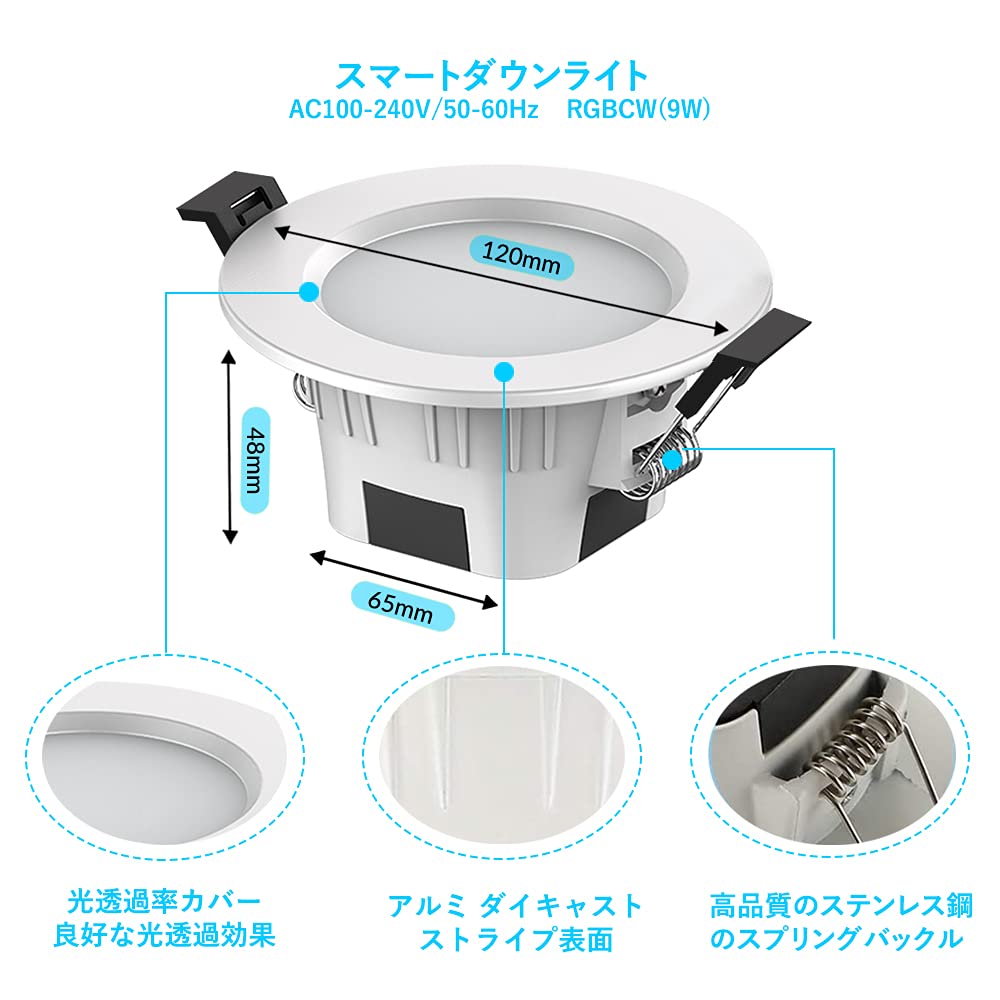 スマートダウンライト
AC100-240V/50-60Hz RGBCW(9W)
120mm
48mm
65mm
光透過率カバー
良好な光透過効果
アルミ ダイキャスト
ストライプ表面
高品質のステンレス鋼
のスプリングバックル